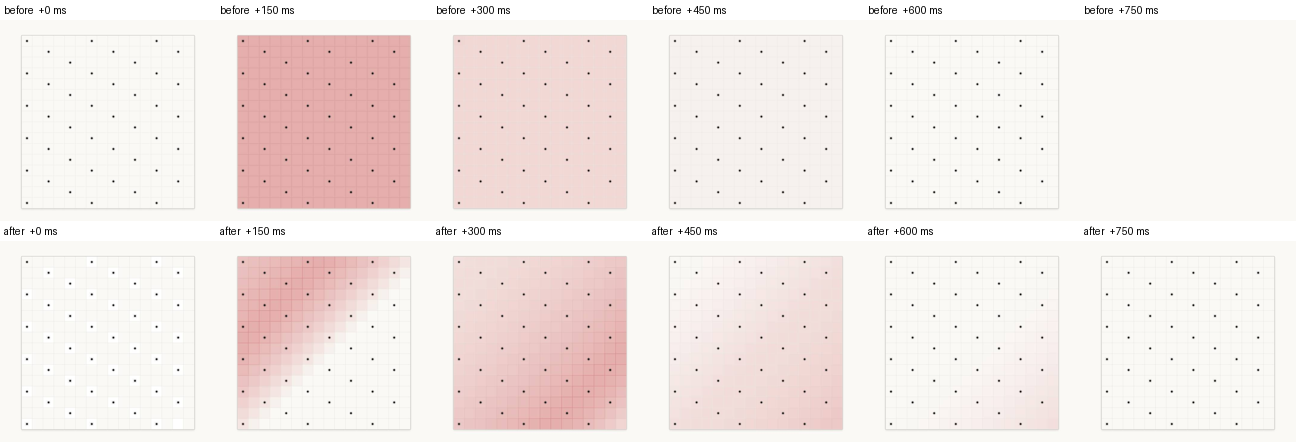 before +0 ms
before +150 ms
before +300 ms
before +450 ms
before +600 ms
before +750 ms
after +0 ms
after +150 ms
after +300 ms
after +450 ms
after +600 ms
after +750 ms